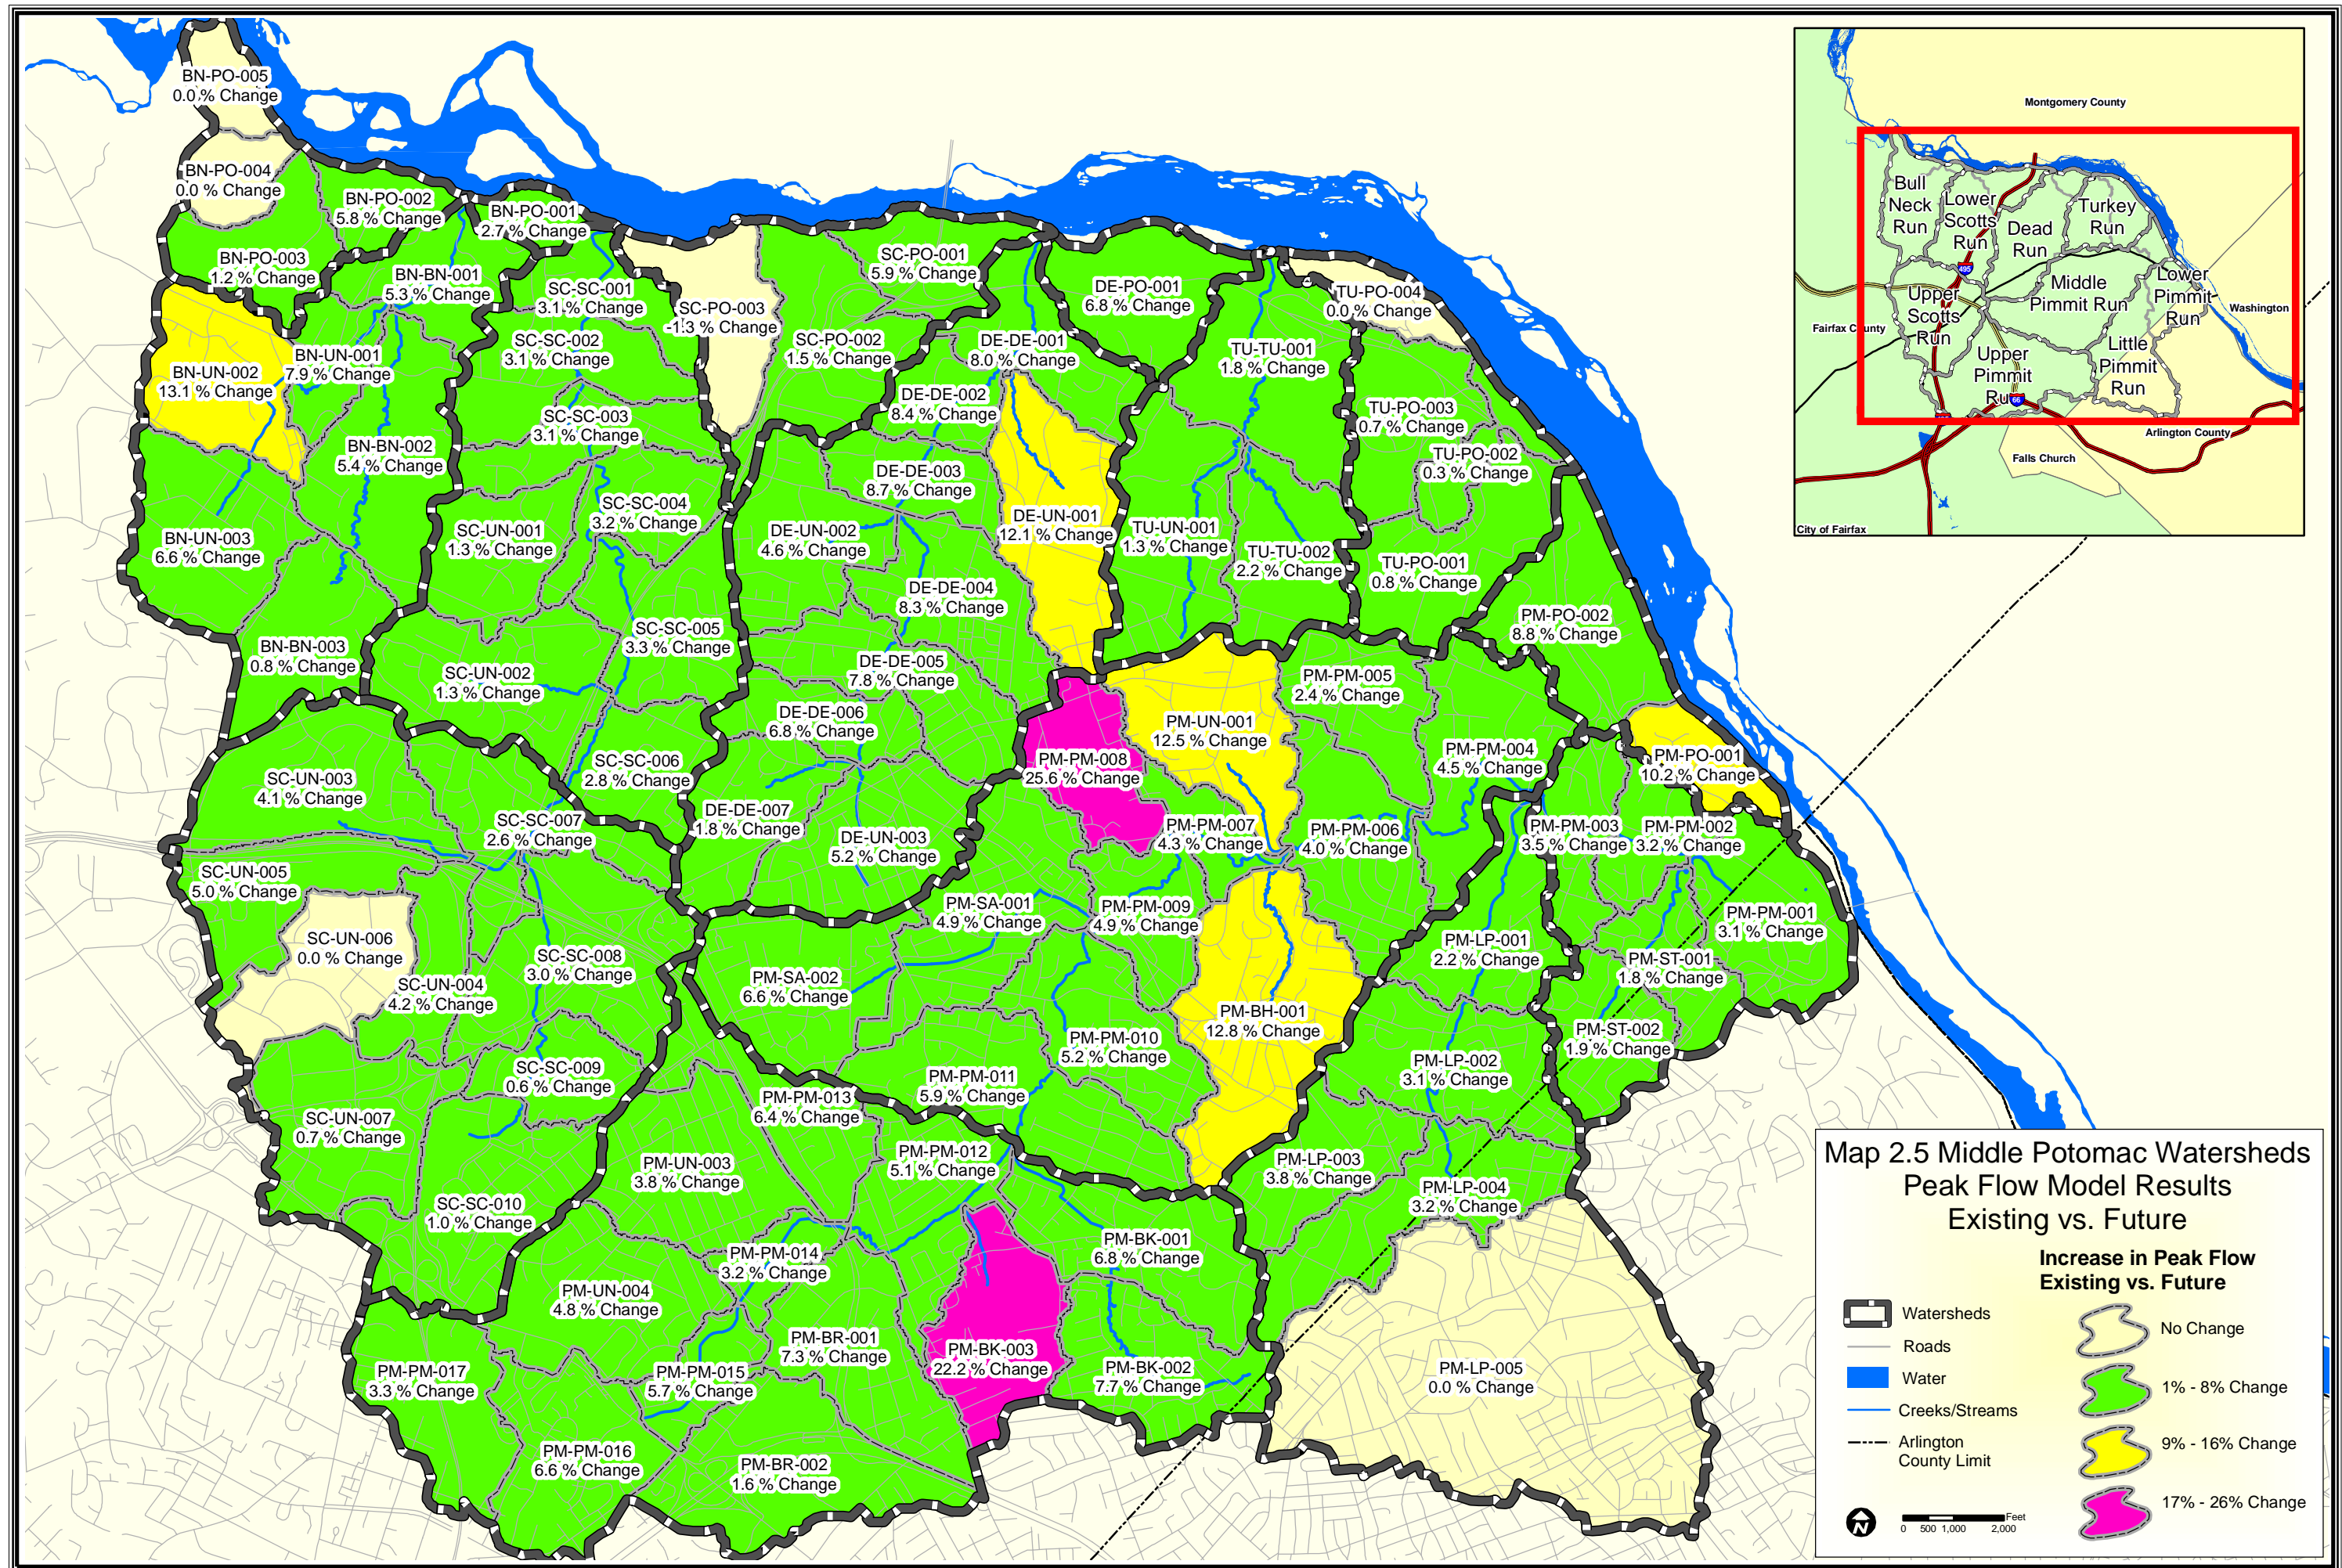 BN-PO-005
0.0 % Change
BN-PO-004
0.0 % Change
BN-PO-002
5.8 % Change
BN-PO-001
2.7 % Change
BN-PO-003
1.2 % Change
BN-BN-001
5.3 % Change
SC-SC-001
3.1 % Change
SC-PO-003
-1.3 % Change
SC-PO-001
5.9 % Change
DE-PO-001
6.8 % Change
TU-PO-004
0.0 % Change
BN-UN-002
13.1 % Change
BN-UN-001
7.9 % Change
SC-SC-002
3.1 % Change
SC-PO-002
1.5 % Change
DE-DE-001
8.0 % Change
TU-TU-001
1.8 % Change
DE-DE-002
8.4 % Change
SC-SC-003
3.1 % Change
TU-PO-003
0.7 % Change
BN-BN-002
5.4 % Change
TU-PO-002
0.3 % Change
DE-DE-003
8.7 % Change
SC-SC-004
3.2 % Change
BN-UN-003
6.6 % Change
SC-UN-001
1.3 % Change
DE-UN-002
4.6 % Change
DE-UN-001
12.1 % Change
TU-UN-001
1.3 % Change
TU-TU-002
2.2 % Change
TU-PO-001
0.8 % Change
DE-DE-004
8.3 % Change
PM-PO-002
8.8 % Change
SC-SC-005
3.3 % Change
BN-BN-003
0.8 % Change
SC-UN-002
1.3 % Change
DE-DE-005
7.8 % Change
PM-PM-005
2.4 % Change
DE-DE-006
6.8 % Change
PM-UN-001
12.5 % Change
PM-PM-008
25.6 % Change
PM-PM-004
4.5 % Change
PM-PO-001
10.2 % Change
SC-UN-003
4.1 % Change
SC-SC-006
2.8 % Change
SC-SC-007
2.6 % Change
DE-DE-007
1.8 % Change
DE-UN-003
5.2 % Change
PM-PM-007
4.3 % Change
PM-PM-006
4.0 % Change
PM-PM-003
3.5 % Change
PM-PM-002
3.2 % Change
SC-UN-005
5.0 % Change
PM-SA-001
4.9 % Change
PM-PM-009
4.9 % Change
PM-PM-001
3.1 % Change
SC-UN-006
0.0 % Change
SC-SC-008
3.0 % Change
PM-LP-001
2.2 % Change
PM-ST-001
1.8 % Change
SC-UN-004
4.2 % Change
PM-SA-002
6.6 % Change
PM-BH-001
12.8 % Change
PM-ST-002
1.9 % Change
PM-PM-010
5.2 % Change
SC-SC-009
0.6 % Change
PM-PM-011
5.9 % Change
PM-LP-002
3.1 % Change
PM-PM-013
6.4 % Change
SC-UN-007
0.7 % Change
PM-UN-003
3.8 % Change
PM-PM-012
5.1 % Change
PM-LP-003
3.8 % Change
PM-LP-004
3.2 % Change
SC-SC-010
1.0 % Change
PM-PM-014
3.2 % Change
PM-BK-001
6.8 % Change
PM-UN-004
4.8 % Change
PM-BR-001
7.3 % Change
PM-BK-003
22.2 % Change
PM-PM-017
3.3 % Change
PM-PM-015
5.7 % Change
PM-BK-002
7.7 % Change
PM-LP-005
0.0 % Change
PM-PM-016
6.6 % Change
PM-BR-002
1.6 % Change
Montgomery County
Bull
Neck
Run
Lower
Scotts
Run
Dead
Run
Turkey
Run
495
Middle
Pimmit Run
Lower
Pimmit
Run
Washington
Fairfax County
Upper
Scotts
Run
Upper
Pimmit
Run
66
Little
Pimmit
Run
Arlington County
Falls Church
City of Fairfax
Map 2.5 Middle Potomac Watersheds
Peak Flow Model Results
Existing vs. Future
Increase in Peak Flow
Existing vs. Future
Watersheds
Roads
Water
Creeks/Streams
Arlington
County Limit
No Change
1% - 8% Change
9% - 16% Change
17% - 26% Change
N
Feet
0 500 1,000 2,000